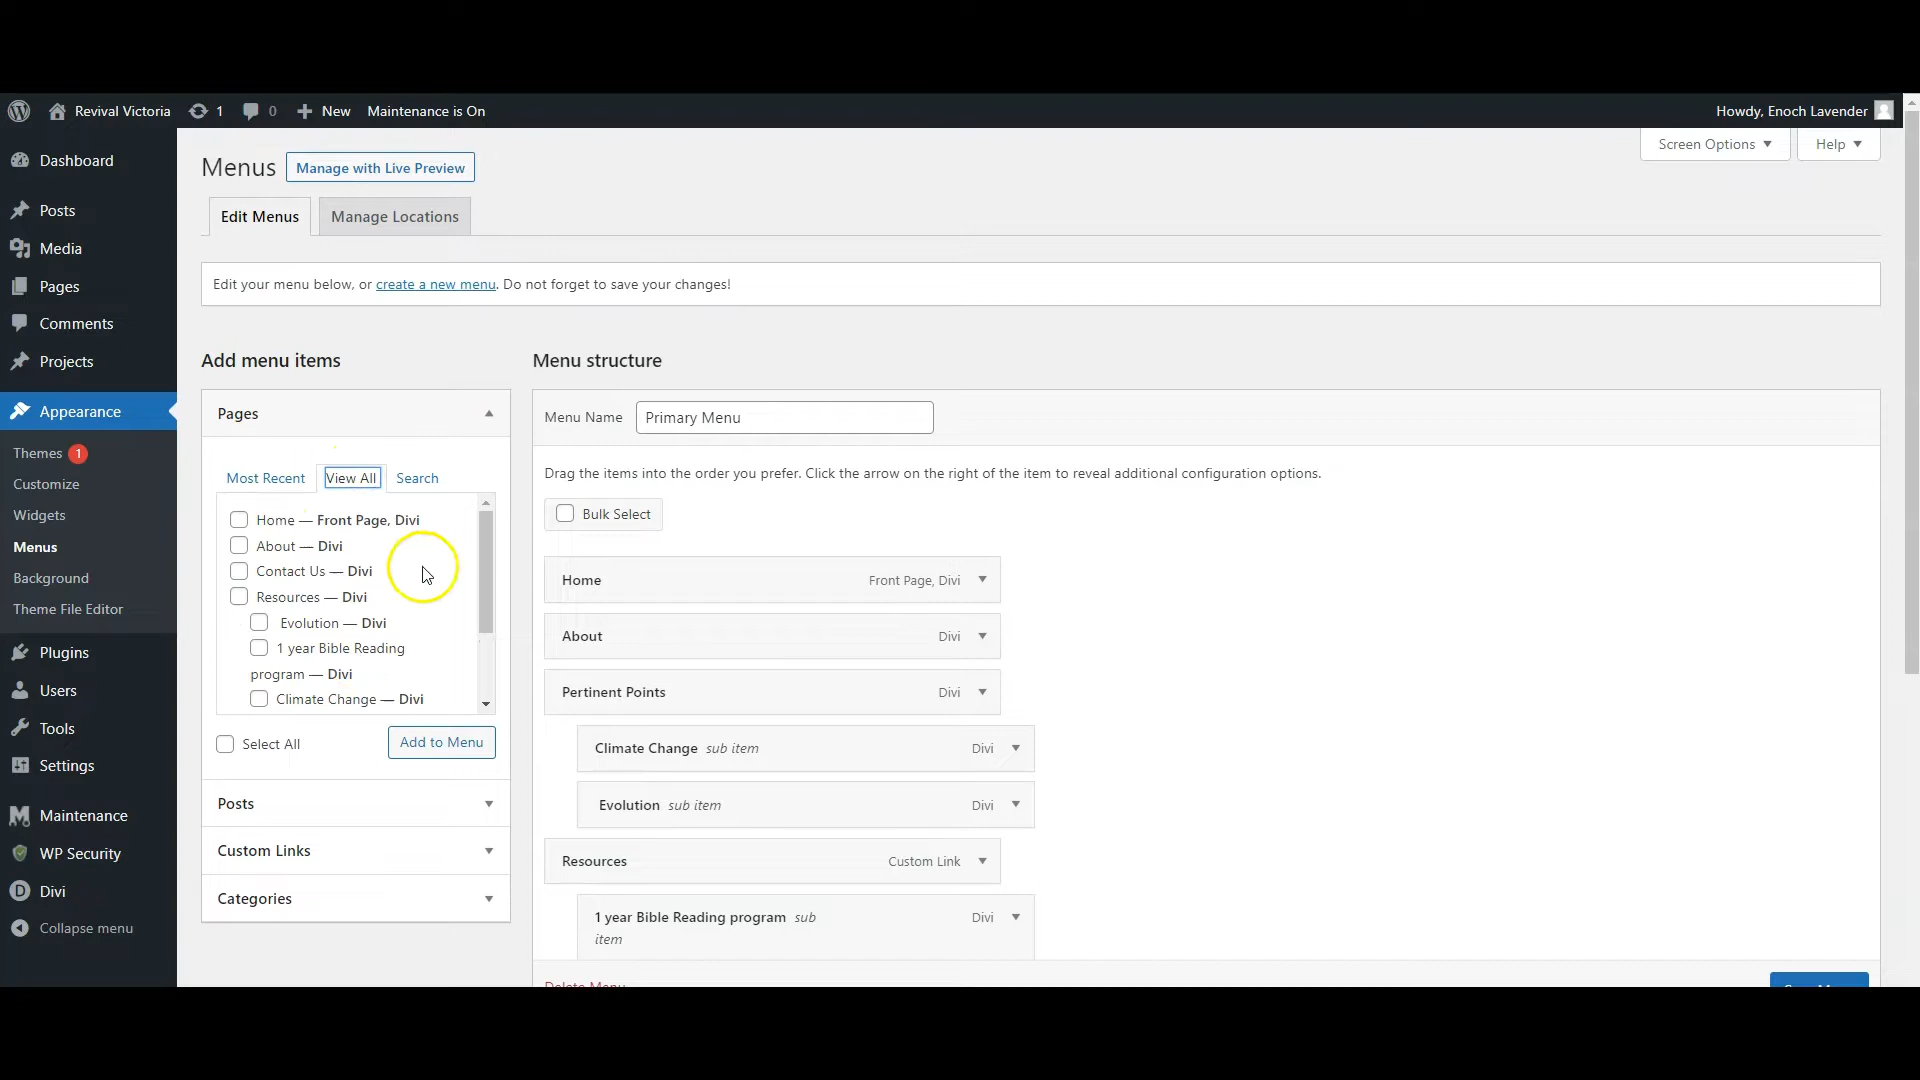 Revival Victoria 1 0 New Maintenance is On Howdy, Enoch Lavender
Dashboard
Posts
Media
Pages
Comments
Projects
Appearance
Themes 1
Customize
Widgets
Menus
Background
Theme File Editor
Plugins
Users
Tools
Settings
Maintenance
WP Security
Divi
Collapse menu
Screen Options Help
Menus Manage with Live Preview
Edit Menus Manage Locations
Edit your menu below, or create a new menu. Do not forget to save your changes!
Add menu items
Pages
Most Recent View All Search
Home — Front Page, Divi
About — Divi
Contact Us — Divi
Resources — Divi
Evolution — Divi
1 year Bible Reading
program — Divi
Climate Change — Divi
Select All Add to Menu
Posts
Custom Links
Categories
Menu structure
Menu Name Primary Menu
Drag the items into the order you prefer. Click the arrow on the right of the item to reveal additional configuration options.
Bulk Select
Home Front Page, Divi
About Divi
Pertinent Points Divi
Climate Change sub item Divi
Evolution sub item Divi
Resources Custom Link
1 year Bible Reading program sub Divi
item
Delete Menu